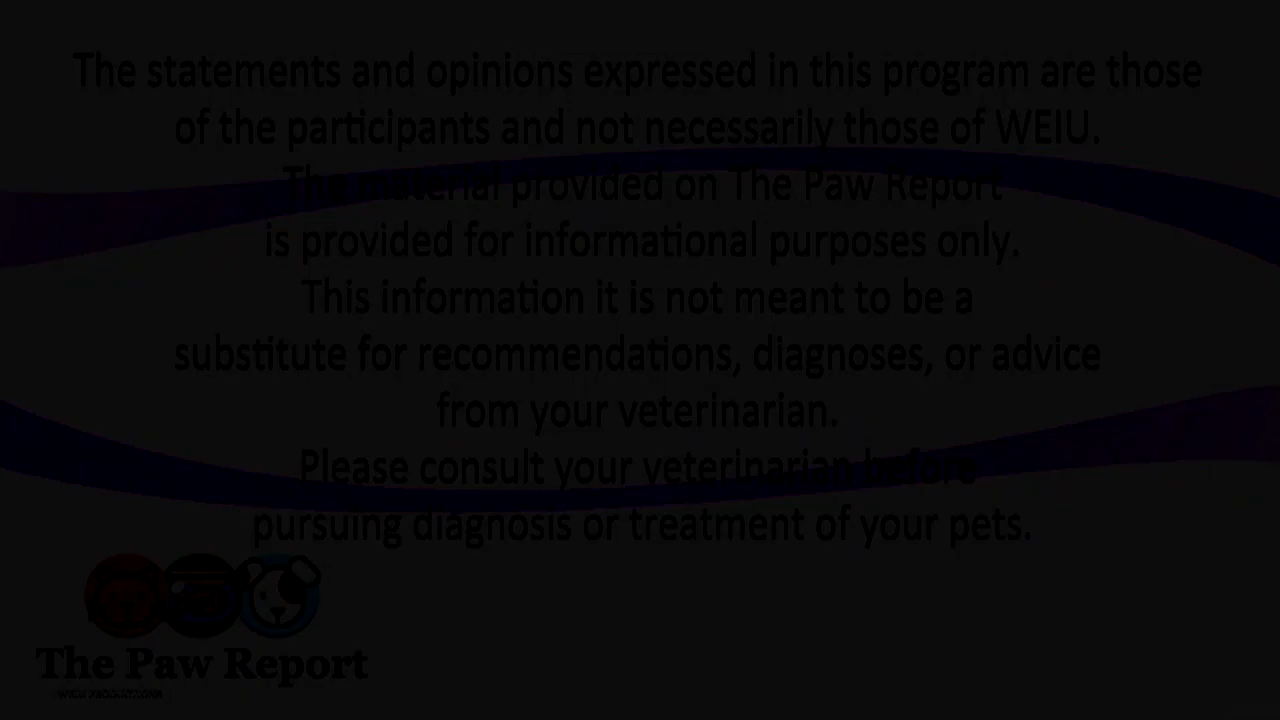 The statements and opinions expressed in this program are those
of the participants and not necessarily those of WEIU.
The material provided on The Paw Report
is provided for informational purposes only.
This information it is not meant to be a
substitute for recommendations, diagnoses, or advice
from your veterinarian.
Please consult your veterinarian before
pursuing diagnosis or treatment of your pets.
The Paw Report